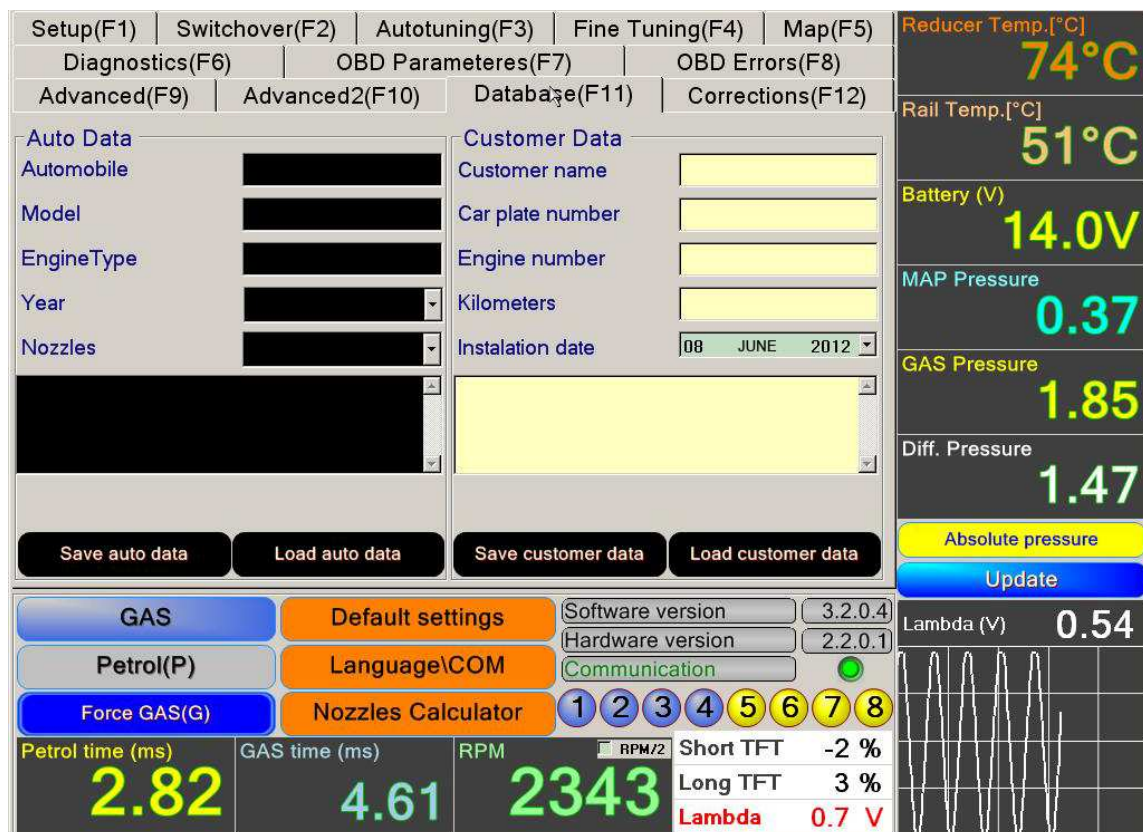 Setup(F1) Switchover(F2) Autotuning(F3) Fine Tuning(F4) Map(F5)
Diagnostics(F6) OBD Parameteres(F7) OBD Errors(F8)
Advanced(F9) Advanced2(F10) Database(F11) Corrections(F12)
Auto Data
Automobile
Model
EngineType
Year
Nozzles
Save auto data Load auto data
Customer Data
Customer name
Car plate number
Engine number
Kilometers
Instalation date 08 JUNE 2012
Save customer data Load customer data
Reducer Temp.[°C]
74°C
Rail Temp.[°C]
51°C
Battery (V)
14.0V
MAP Pressure
0.37
GAS Pressure
1.85
Diff. Pressure
1.47
Absolute pressure
Update
Lambda (V) 0.54
GAS
Petrol(P)
Force GAS(G)
Default settings
Language\COM
Nozzles Calculator
Software version 3.2.0.4
Hardware version 2.2.0.1
Communication
1 2 3 4 5 6 7 8
Petrol time (ms)
2.82
GAS time (ms)
4.61
RPM RPM/2
2343
Short TFT -2 %
Long TFT 3 %
Lambda 0.7 V